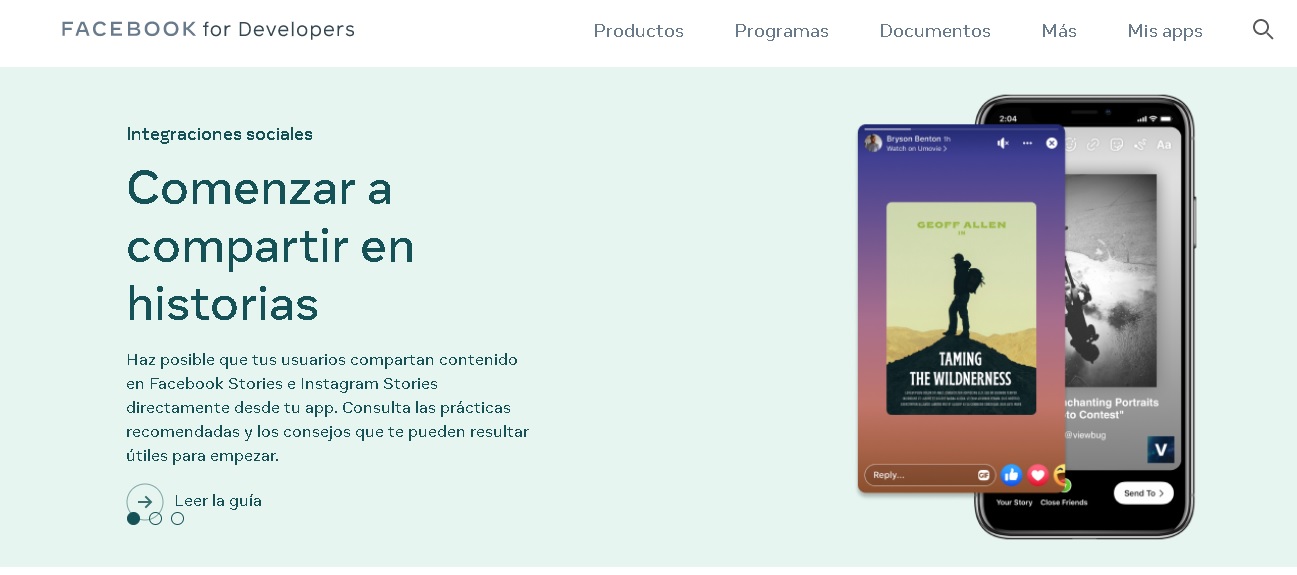 FACEBOOK for Developers
Productos
Programas
Documentos
Más
Mis apps
Integraciones sociales
Comenzar a
compartir en
historias
Haz posible que tus usuarios compartan contenido
en Facebook Stories e Instagram Stories
directamente desde tu app. Consulta las prácticas
recomendadas y los consejos que te pueden resultar
útiles para empezar.
Leer la guía
Bryson Benton 1h
Watch on Umovie
GEOFF ALLEN
IN
TAMING
THE WILDNERNESS
Reply...
GIF
2:04
Aa
chanting Portraits
to Contest"
@viewbug
V
Your Story
Close Friends
Send To